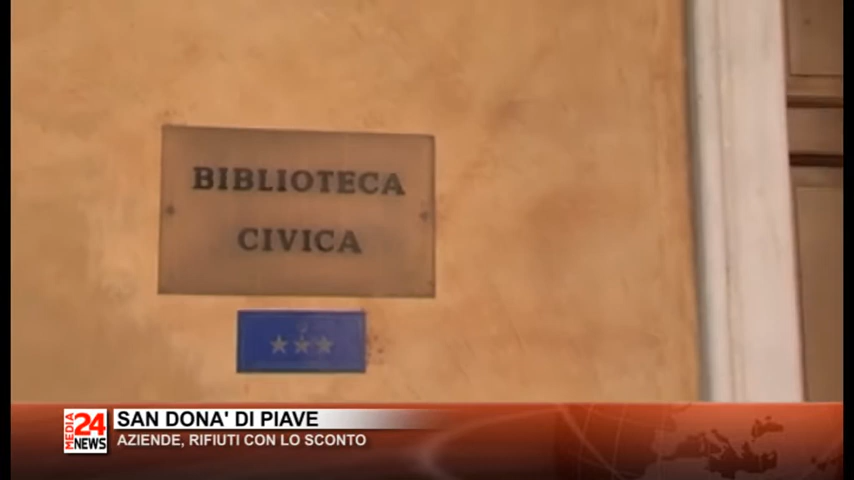 BIBLIOTECA
CIVICA
MEDIA
24
NEWS
SAN DONA' DI PIAVE
AZIENDE, RIFIUTI CON LO SCONTO